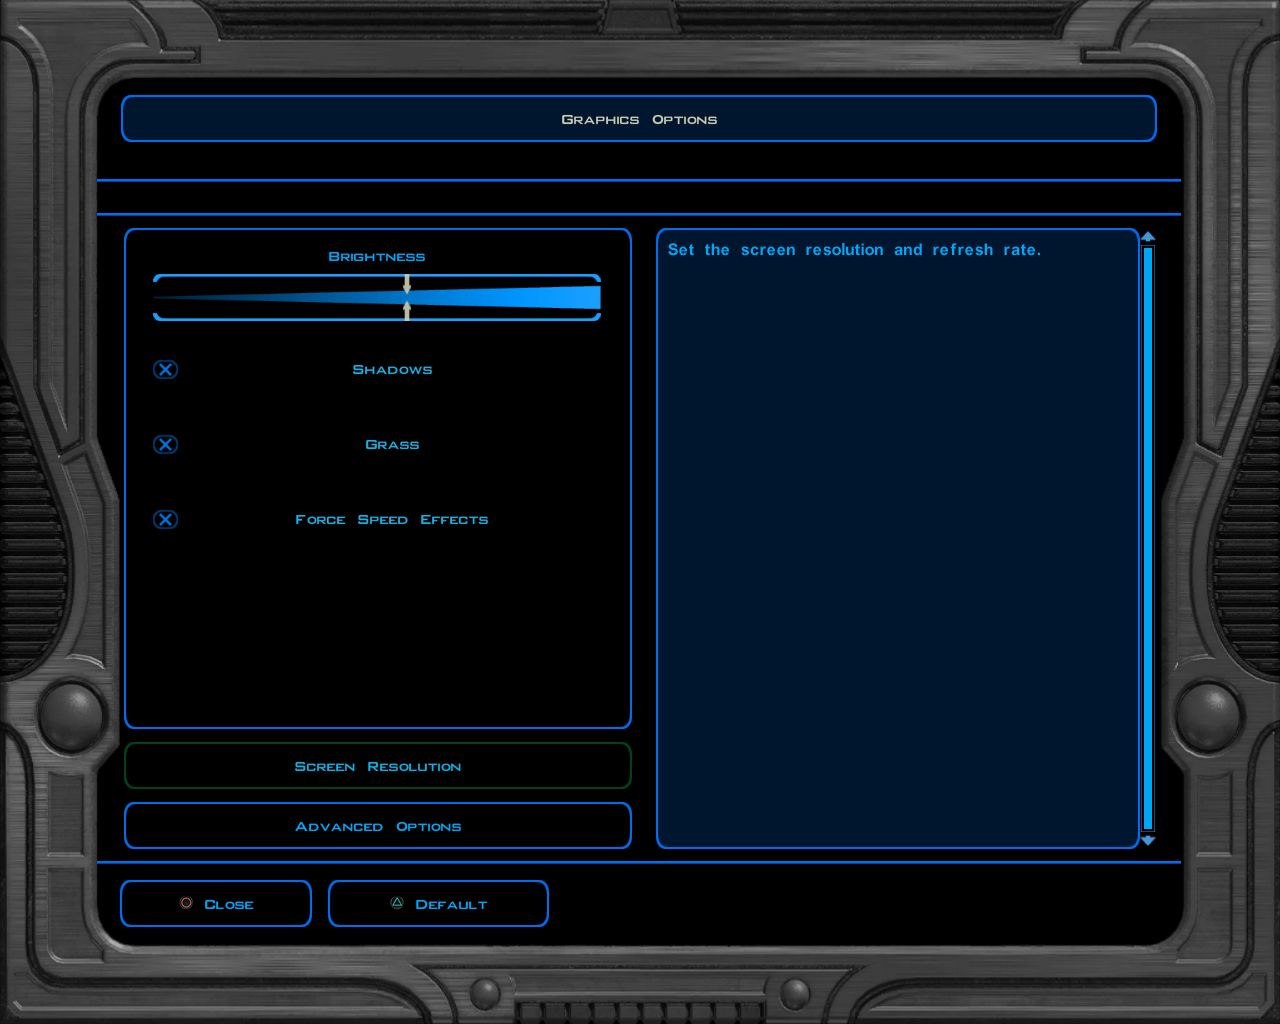 Graphics Options
Brightness
Set the screen resolution and refresh rate.
Shadows
Grass
Force Speed Effects
Screen Resolution
Advanced Options
Close
Default